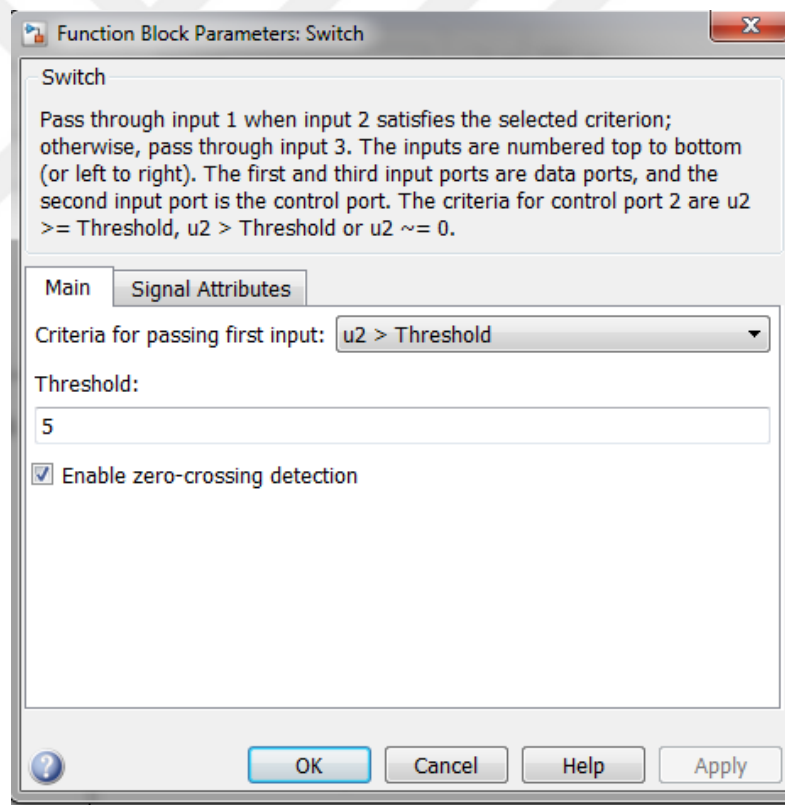 Function Block Parameters: Switch
Switch
Pass through input 1 when input 2 satisfies the selected criterion;
otherwise, pass through input 3. The inputs are numbered top to bottom
(or left to right). The first and third input ports are data ports, and the
second input port is the control port. The criteria for control port 2 are u2
>= Threshold, u2 > Threshold or u2 ~= 0.
Main Signal Attributes
Criteria for passing first input: u2 > Threshold
Threshold:
5
Enable zero-crossing detection
OK Cancel Help Apply